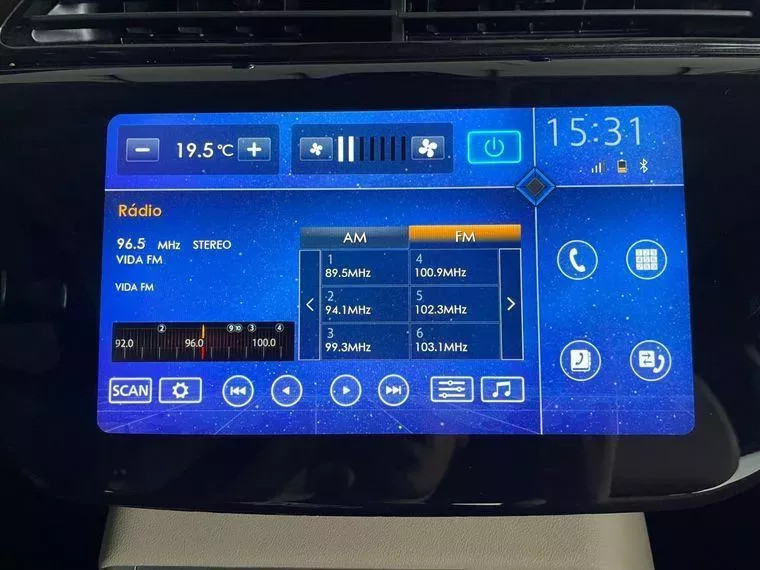 19.5°C
15:31
Rádio
96.5 MHz STEREO
VIDA FM
VIDA FM
AM FM
1
89.5MHz
4
100.9MHz
2
94.1MHz
5
102.3MHz
3
99.3MHz
6
103.1MHz
2 9 10 3 4
92.0 96.0 100.0
SCAN